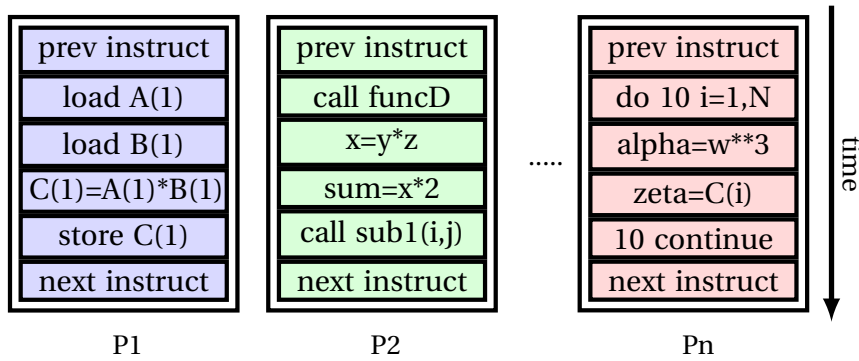 prev instruct
load A(1)
load B(1)
C(1)=A(1)*B(1)
store C(1)
next instruct
P1
prev instruct
call funcD
x=y*z
sum=x*2
call sub1(i,j)
next instruct
P2
.....
prev instruct
do 10 i=1,N
alpha=w**3
zeta=C(i)
10 continue
next instruct
Pn
time